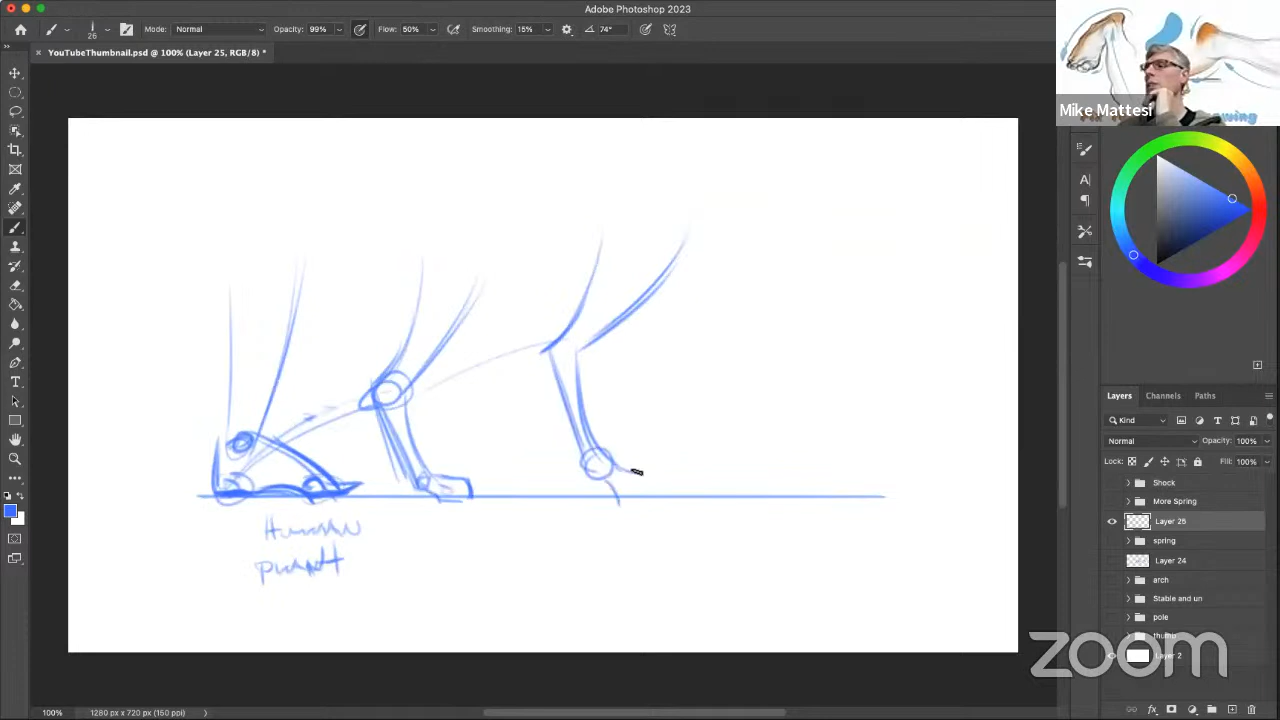 Adobe Photoshop 2023
26
Mode: Normal
Opacity: 99%
Flow: 50%
Smoothing: 15%
74°
YouTubeThumbnail.psd @ 100% (Layer 25, RGB/8) *
Mike Mattesi
Layers Channels Paths
Kind
Normal
Opacity: 100%
Lock:
Fill: 100%
Shock
More Spring
Layer 25
spring
Layer 24
arch
Stable and un
pole
thumb
Layer 2
Human
zoom
100%
1280 px x 720 px (150 ppi)